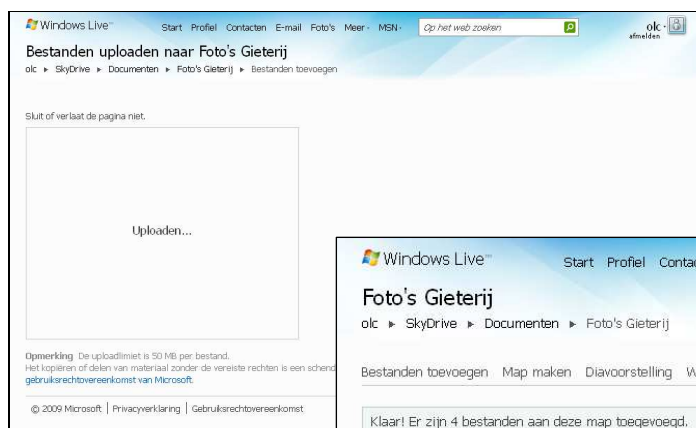 Windows Live™ Start Profiel Contacten E-mail Foto's Meer MSN Op het web zoeken olc
afmelden
Bestanden uploaden naar Foto's Gieterij
olc ▸ SkyDrive ▸ Documenten ▸ Foto's Gieterij ▸ Bestanden toevoegen
Sluit of verlaat de pagina niet.
Uploaden...
Opmerking De uploadlimiet is 50 MB per bestand.
Het kopiëren of delen van materiaal zonder de vereiste rechten is een schend
gebruiksrechtovereenkomst van Microsoft.
© 2009 Microsoft | Privacyverklaring | Gebruiksrechtovereenkomst
Windows Live™ Start Profiel Contac
Foto's Gieterij
olc ▸ SkyDrive ▸ Documenten ▸ Foto's Gieterij
Bestanden toevoegen Map maken Diavoorstelling W
Klaar! Er zijn 4 bestanden aan deze map toegevoegd.